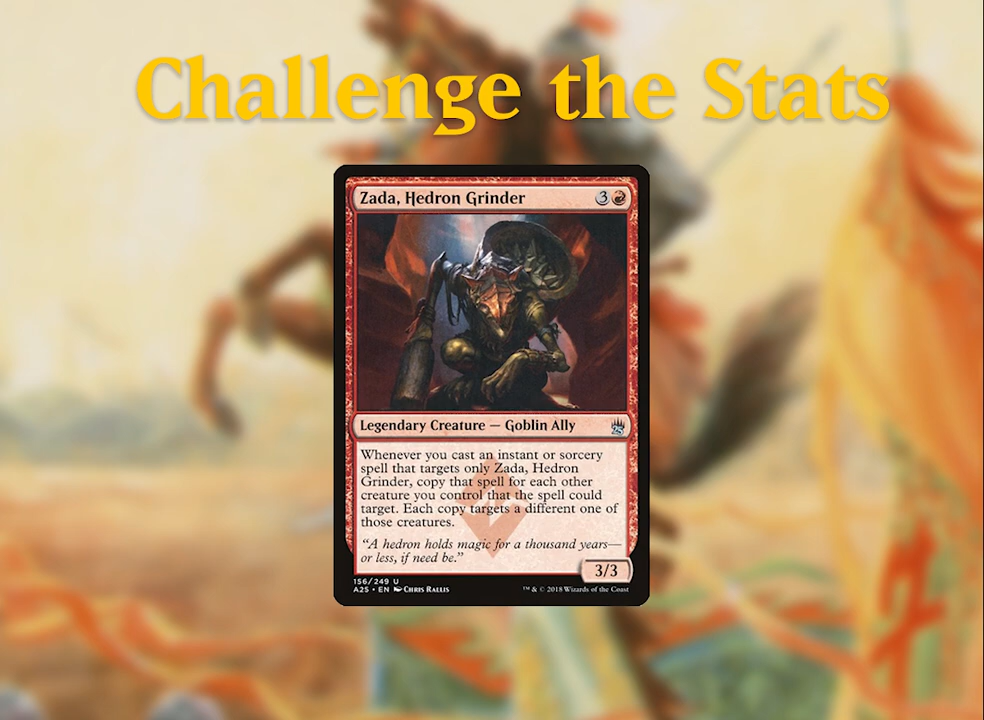 Challenge the Stats
Zada, Hedron Grinder 3
Legendary Creature — Goblin Ally
Whenever you cast an instant or sorcery
spell that targets only Zada, Hedron
Grinder, copy that spell for each other
creature you control that the spell could
target. Each copy targets a different one of
those creatures.
“A hedron holds magic for a thousand years—
or less, if need be.”
3/3
156/249 U
A25 • EN Chris Rallis
™ & © 2018 Wizards of the Coast